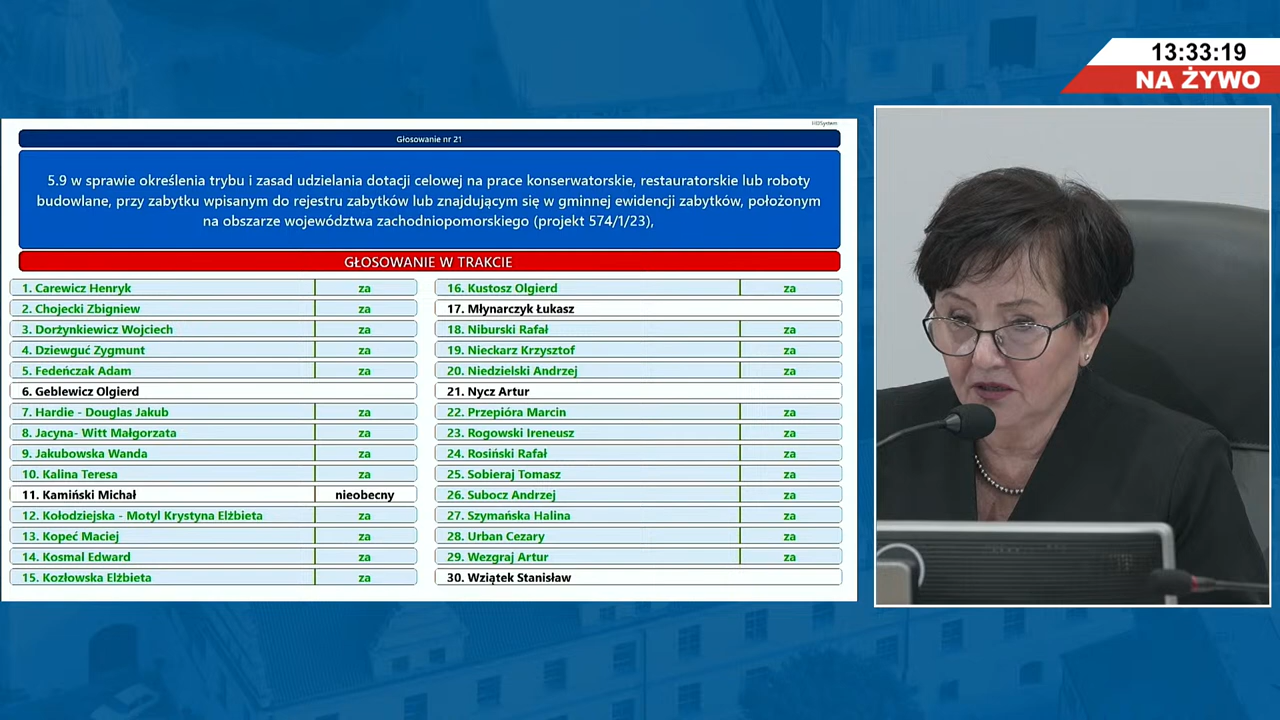 13:33:19
NA ŻYWO
HDSystem
Głosowanie nr 21
5.9 w sprawie określenia trybu i zasad udzielania dotacji celowej na prace konserwatorskie, restauratorskie lub roboty
budowlane, przy zabytku wpisanym do rejestru zabytków lub znajdującym się w gminnej ewidencji zabytków, położonym
na obszarze województwa zachodniopomorskiego (projekt 574/1/23),
GŁOSOWANIE W TRAKCIE
1. Carewicz Henryk za
2. Chojecki Zbigniew za
3. Dorżynkiewicz Wojciech za
4. Dziewguć Zygmunt za
5. Fedeńczak Adam za
6. Geblewicz Olgierd
7. Hardie - Douglas Jakub za
8. Jacyna- Witt Małgorzata za
9. Jakubowska Wanda za
10. Kalina Teresa za
11. Kamiński Michał nieobecny
12. Kołodziejska - Motyl Krystyna Elżbieta za
13. Kopeć Maciej za
14. Kosmal Edward za
15. Kozłowska Elżbieta za
16. Kustosz Olgierd za
17. Młynarczyk Łukasz
18. Niburski Rafał za
19. Nieckarz Krzysztof za
20. Niedzielski Andrzej za
21. Nycz Artur
22. Przepióra Marcin za
23. Rogowski Ireneusz za
24. Rosiński Rafał za
25. Sobieraj Tomasz za
26. Subocz Andrzej za
27. Szymańska Halina za
28. Urban Cezary za
29. Wezgraj Artur za
30. Wziątek Stanisław